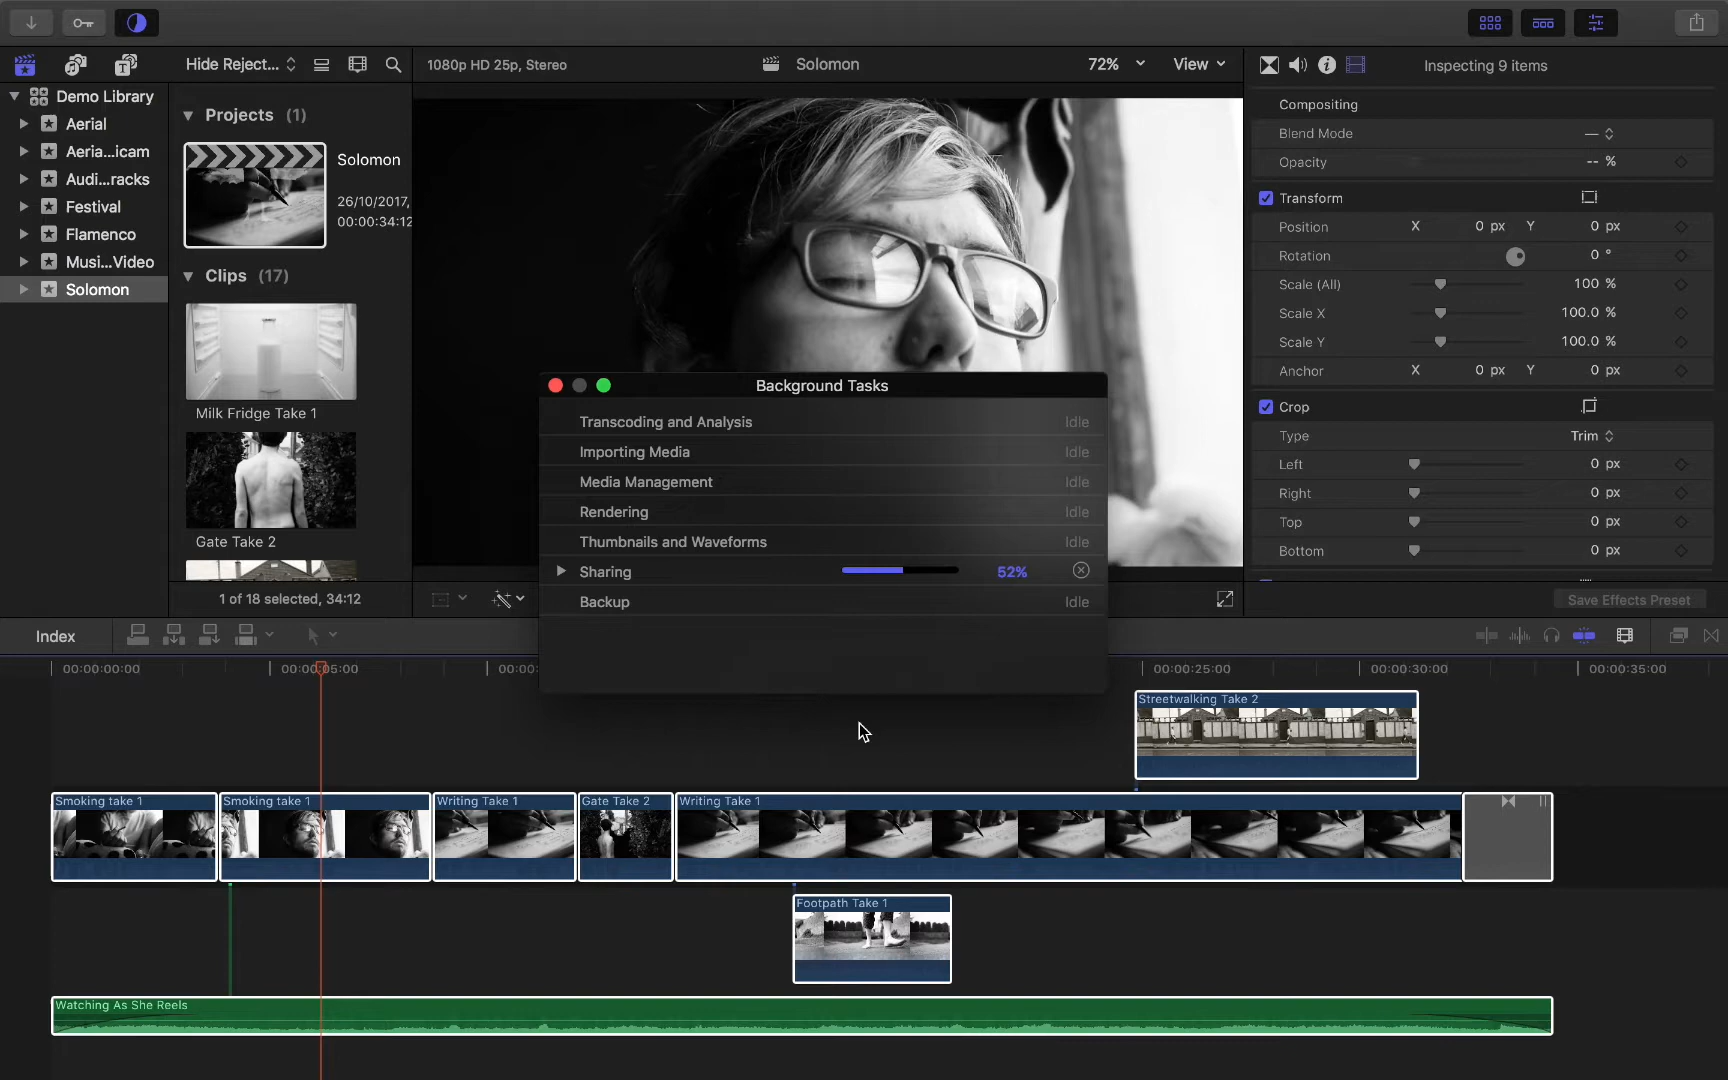 Hide Reject...
1080p HD 25p, Stereo
Solomon
72%
View
Inspecting 9 items
Demo Library
Aerial
Aeria...icam
Audi...racks
Festival
Flamenco
Musi...Video
Solomon
Projects (1)
Solomon
26/10/2017,
00:00:34:12
Clips (17)
Milk Fridge Take 1
Gate Take 2
1 of 18 selected, 34:12
Compositing
Blend Mode —
Opacity -- %
Transform
Position X 0 px Y 0 px
Rotation 0 °
Scale (All) 100 %
Scale X 100.0 %
Scale Y 100.0 %
Anchor X 0 px Y 0 px
Crop
Type Trim
Left 0 px
Right 0 px
Top 0 px
Bottom 0 px
Save Effects Preset
Background Tasks
Transcoding and Analysis Idle
Importing Media Idle
Media Management Idle
Rendering Idle
Thumbnails and Waveforms Idle
Sharing 52%
Backup Idle
Index
00:00:00:00 00:00:05:00 00:00: 00:00:25:00 00:00:30:00 00:00:35:00
Streetwalking Take 2
Smoking take 1
Smoking take 1
Writing Take 1
Gate Take 2
Writing Take 1
Footpath Take 1
Watching As She Reels